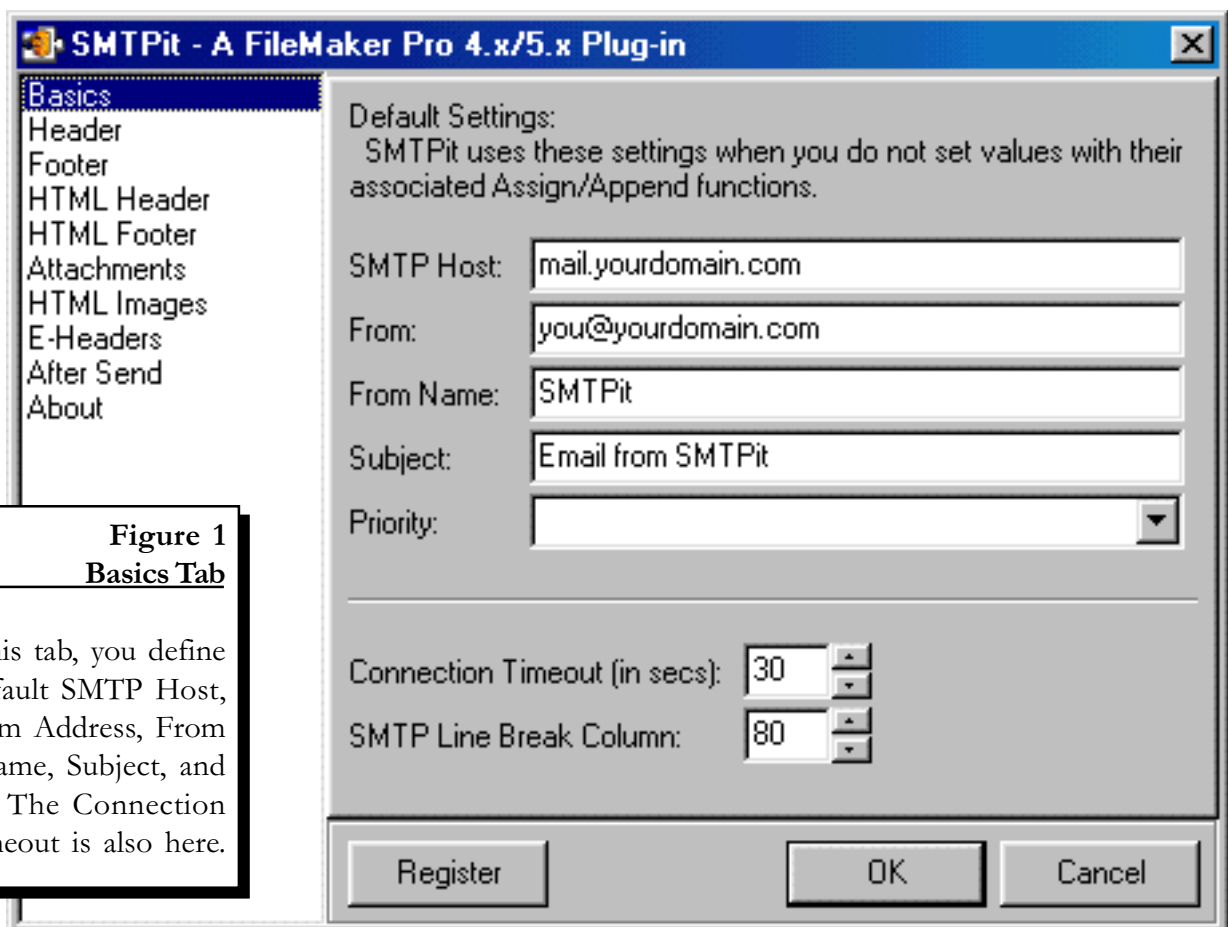 SMTPit - A FileMaker Pro 4.x/5.x Plug-in
Basics
Header
Footer
HTML Header
HTML Footer
Attachments
HTML Images
E-Headers
After Send
About
Default Settings:
SMTPit uses these settings when you do not set values with their
associated Assign/Append functions.
SMTP Host: mail.yourdomain.com
From: you@yourdomain.com
From Name: SMTPit
Subject: Email from SMTPit
Priority:
Connection Timeout (in secs): 30
SMTP Line Break Column: 80
Register OK Cancel
Figure 1
Basics Tab
tab, you define
SMTP Host,
Address, From
Subject, and
The Connection
is also here.